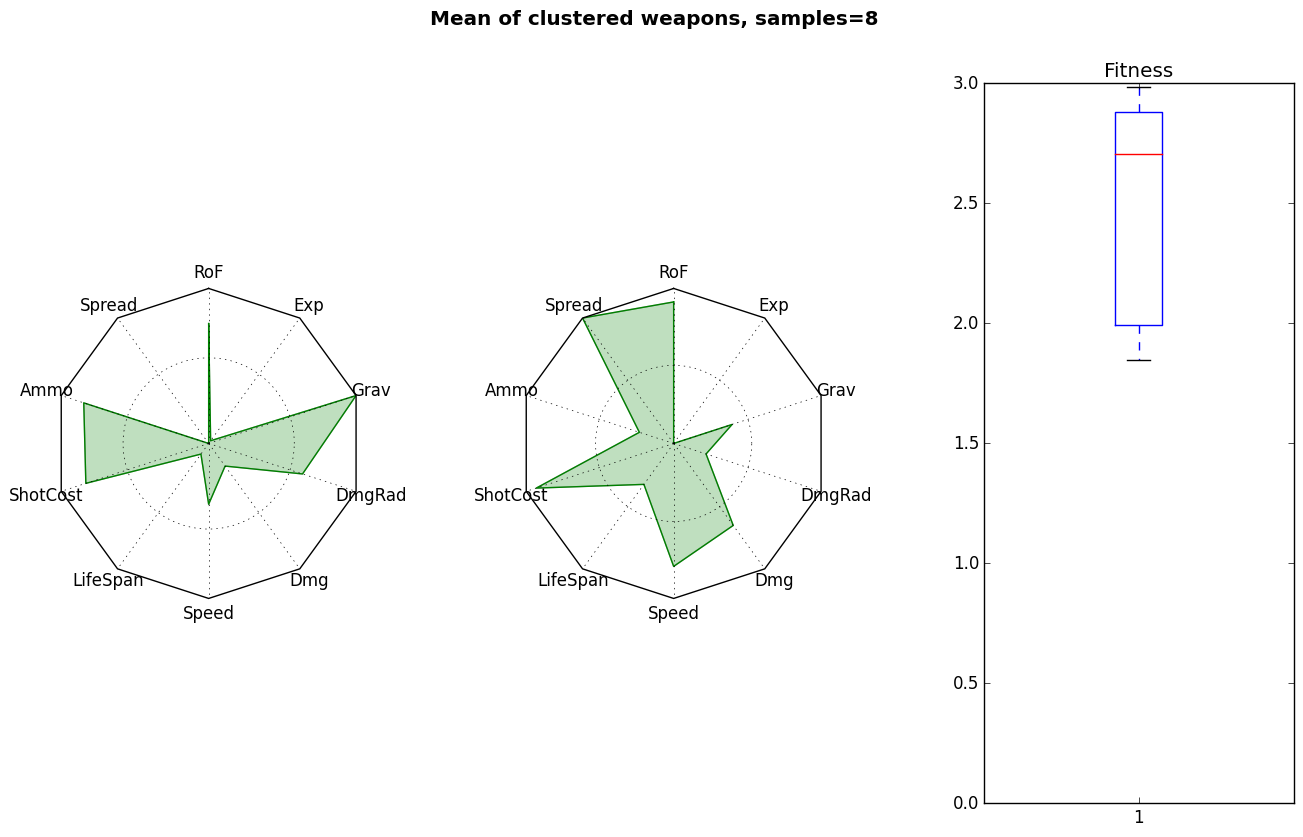 Mean of clustered weapons, samples=8
RoF
Exp
Grav
DmgRad
Dmg
Speed
LifeSpan
ShotCost
Ammo
Spread
RoF
Exp
Grav
DmgRad
Dmg
Speed
LifeSpan
ShotCost
Ammo
Spread
Fitness
3.0
2.5
2.0
1.5
1.0
0.5
0.0
1